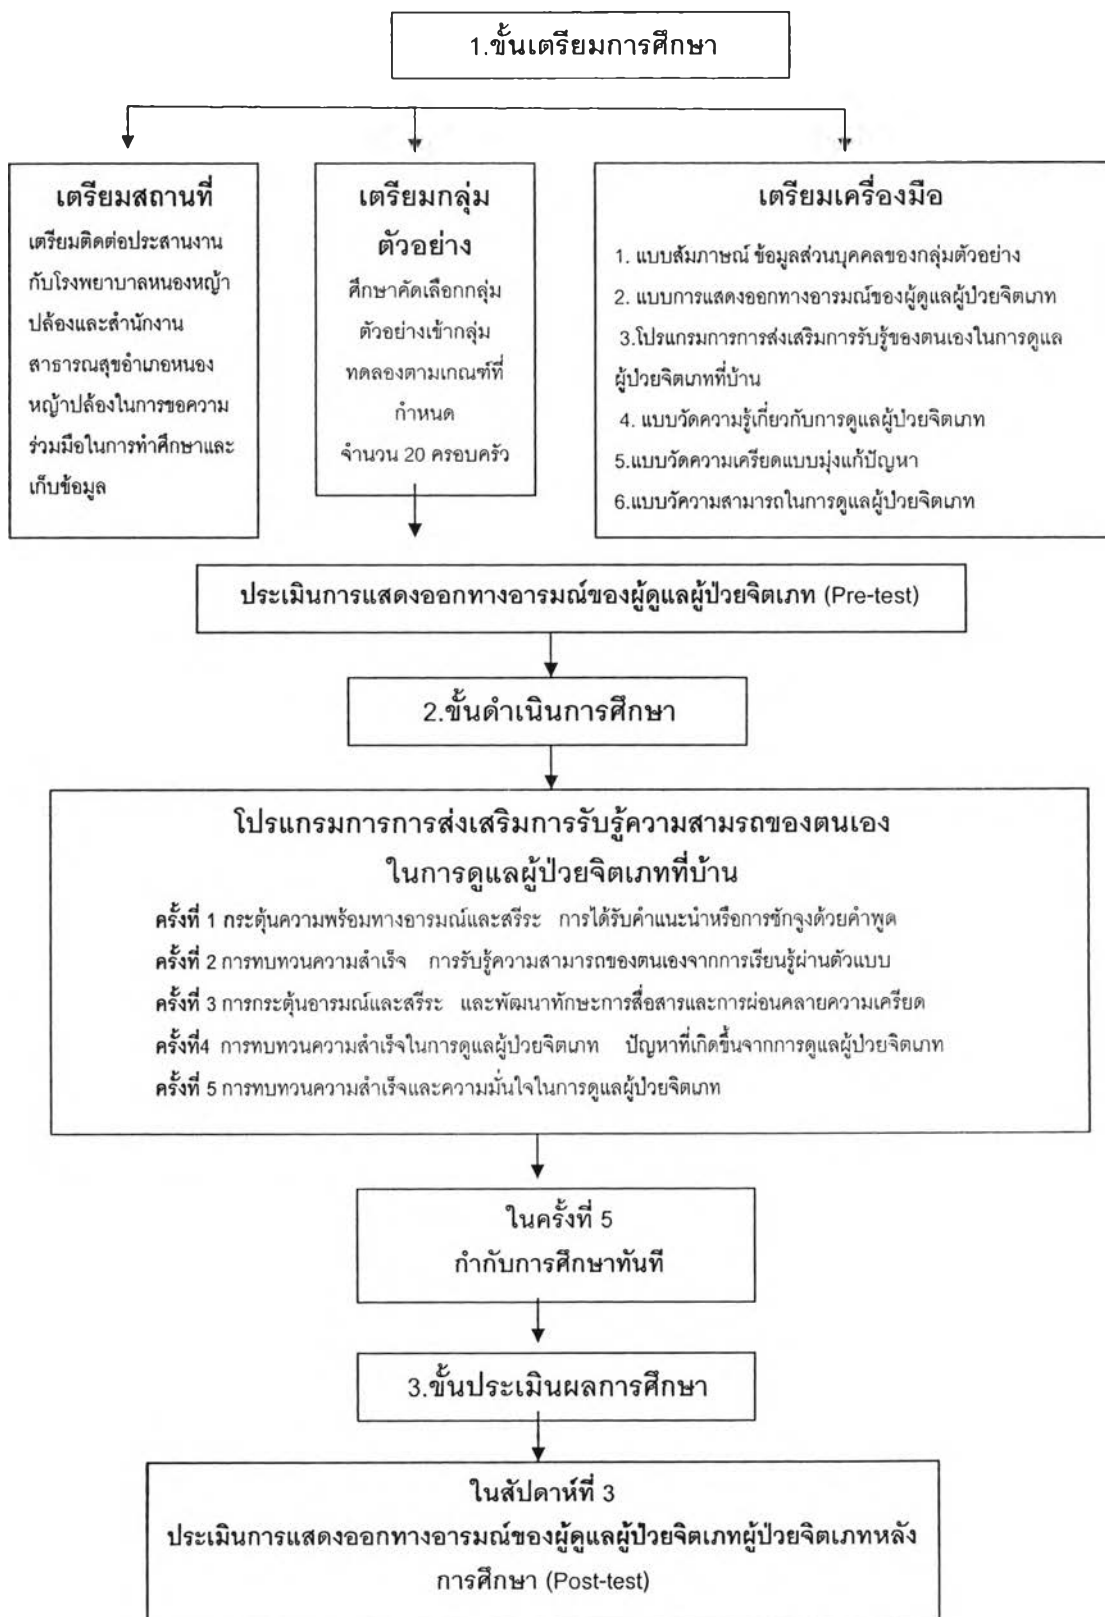 1.ขั้นเตรียมการศึกษา
เตรียมสถานที่
เตรียมติดต่อประสานงาน
กับโรงพยาบาลหนองหญ้า
ปล้องและสำนักงาน
สาธารณสุขอำเภอหนอง
หญ้าปล้องในการขอความ
ร่วมมือในการทำศึกษาและ
เก็บข้อมูล
เตรียมกลุ่ม
ตัวอย่าง
ศึกษาคัดเลือกกลุ่ม
ตัวอย่างเข้ากลุ่ม
ทดลองตามเกณฑ์ที่
กำหนด
จำนวน 20 ครอบครัว
เตรียมเครื่องมือ
1. แบบสัมภาษณ์ ข้อมูลส่วนบุคคลของกลุ่มตัวอย่าง
2. แบบการแสดงออกทางอารมณ์ของผู้ดูแลผู้ป่วยจิตเภท
3.โปรแกรมการการส่งเสริมการรับรู้ของตนเองในการดูแล
ผู้ป่วยจิตเภทที่บ้าน
4. แบบวัดความรู้เกี่ยวกับการดูแลผู้ป่วยจิตเภท
5.แบบวัดความเครียดแบบมุ่งแก้ปัญหา
6.แบบวัความสามารถในการดูแลผู้ป่วยจิตเภท
ประเมินการแสดงออกทางอารมณ์ของผู้ดูแลผู้ป่วยจิตเภท (Pre-test)
2.ขั้นดำเนินการศึกษา
โปรแกรมการการส่งเสริมการรับรู้ความสามรถของตนเอง
ในการดูแลผู้ป่วยจิตเภทที่บ้าน
ครั้งที่ 1 กระตุ้นความพร้อมทางอารมณ์และสรีระ การได้รับคำแนะนำหรือการชักจูงด้วยคำพูด
ครั้งที่ 2 การทบทวนความสำเร็จ การรับรู้ความสามารถของตนเองจากการเรียนรู้ผ่านตัวแบบ
ครั้งที่ 3 การกระตุ้นอารมณ์และสรีระ และพัฒนาทักษะการสื่อสารและการผ่อนคลายความเครียด
ครั้งที่4 การทบทวนความสำเร็จในการดูแลผู้ป่วยจิตเภท ปัญหาที่เกิดขึ้นจากการดูแลผู้ป่วยจิตเภท
ครั้งที่ 5 การทบทวนความสำเร็จและความมั่นใจในการดูแลผู้ป่วยจิตเภท
ในครั้งที่ 5
กำกับการศึกษาทันที
3.ขั้นประเมินผลการศึกษา
ในสัปดาห์ที่ 3
ประเมินการแสดงออกทางอารมณ์ของผู้ดูแลผู้ป่วยจิตเภทผู้ป่วยจิตเภทหลัง
การศึกษา (Post-test)